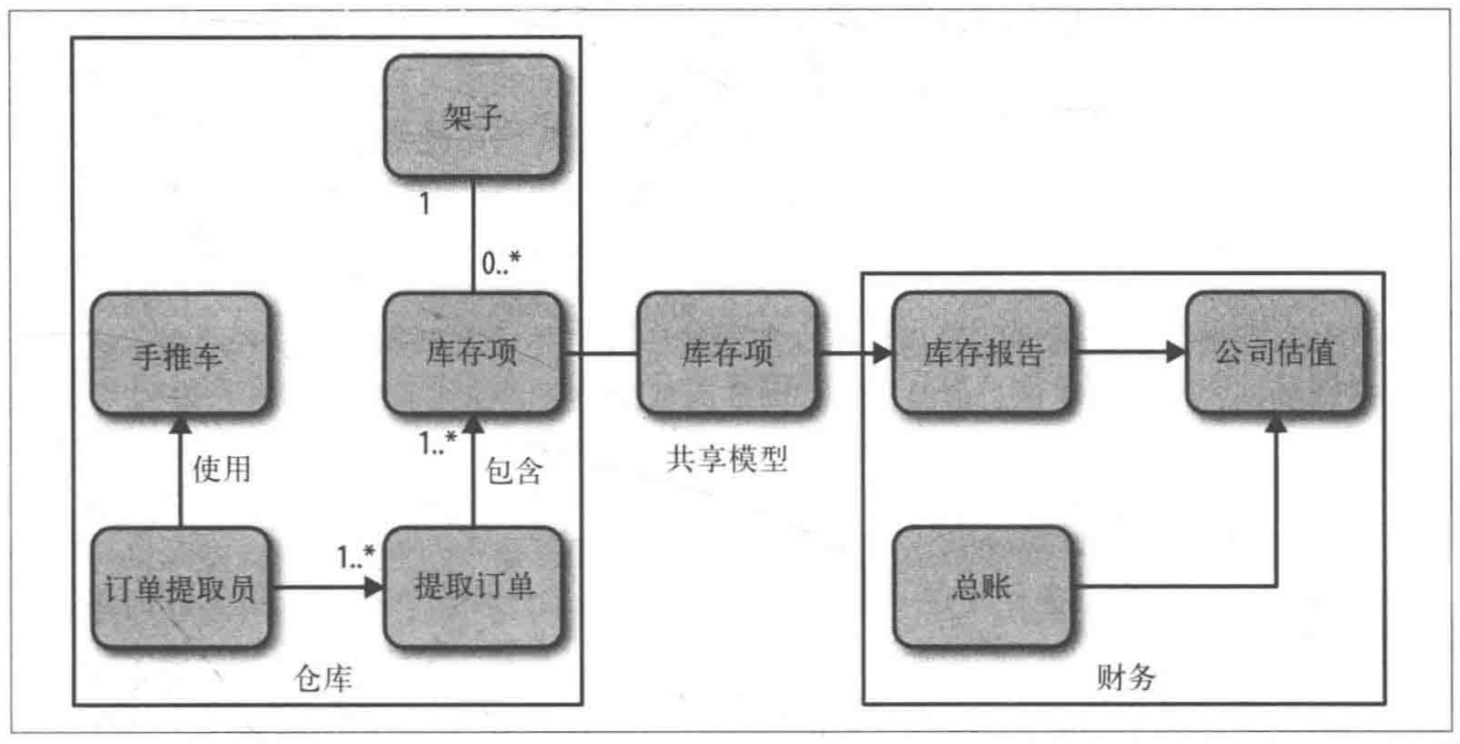 架子
1
0..*
手推车
库存项
库存项
库存报告
公司估值
共享模型
使用
1..*
包含
订单提取员
1..*
提取订单
总账
仓库
财务